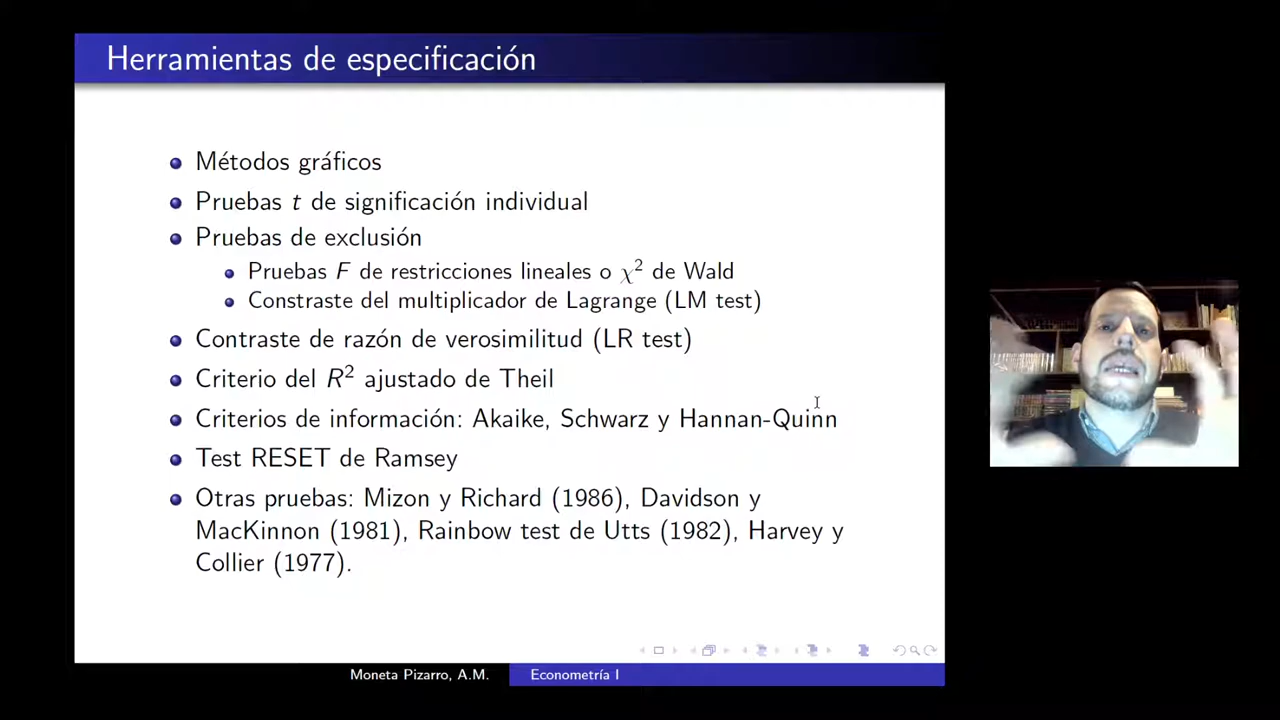 Herramientas de especificación
Métodos gráficos
Pruebas t de significación individual
Pruebas de exclusión
Pruebas F de restricciones lineales o χ² de Wald
Constraste del multiplicador de Lagrange (LM test)
Contraste de razón de verosimilitud (LR test)
Criterio del R² ajustado de Theil
Criterios de información: Akaike, Schwarz y Hannan-Quinn
Test RESET de Ramsey
Otras pruebas: Mizon y Richard (1986), Davidson y
MacKinnon (1981), Rainbow test de Utts (1982), Harvey y
Collier (1977).
Moneta Pizarro, A.M.
Econometría I